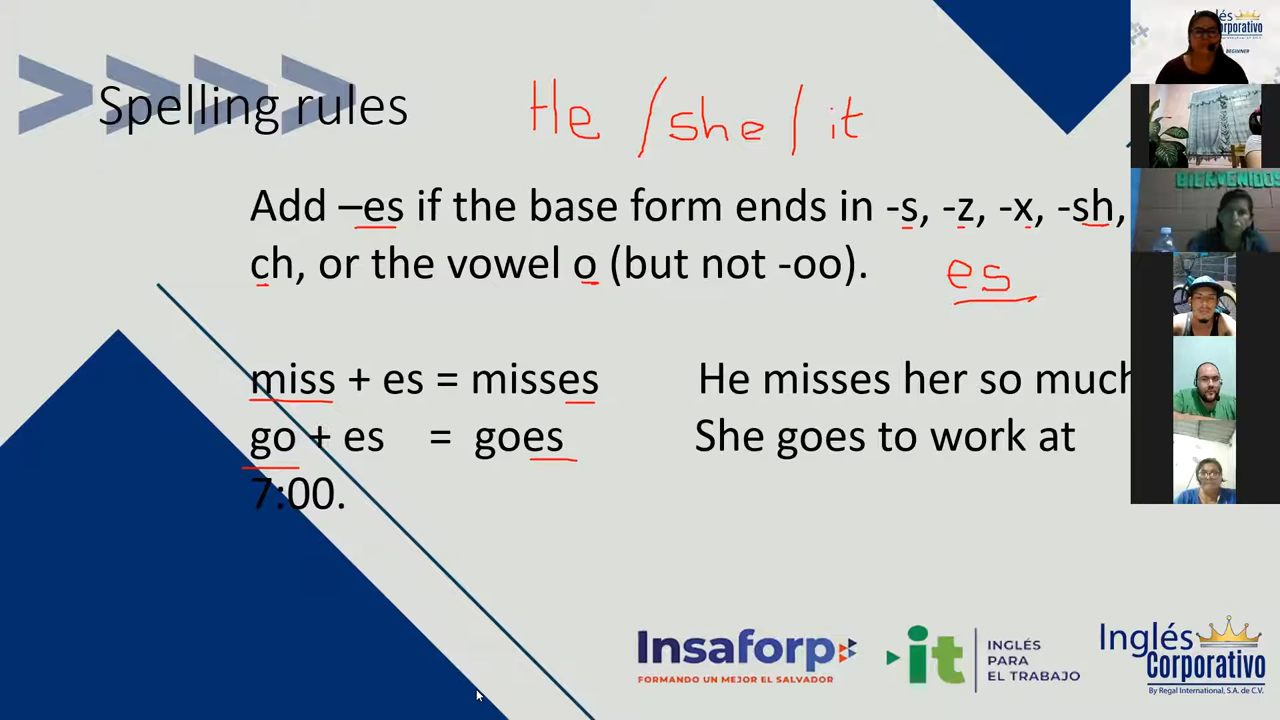 Spelling rules
He / she / it
Add –es if the base form ends in -s, -z, -x, -sh,
ch, or the vowel o (but not -oo).
es
miss + es = misses He misses her so much
go + es = goes She goes to work at
7:00.
Insaforp
FORMANDO UN MEJOR EL SALVADOR
it
INGLÉS
PARA
EL TRABAJO
Inglés
Corporativo
By Regal International, S.A. de C.V.
Inglés
Corporativo
BEGINNER
BIENVENIDOS